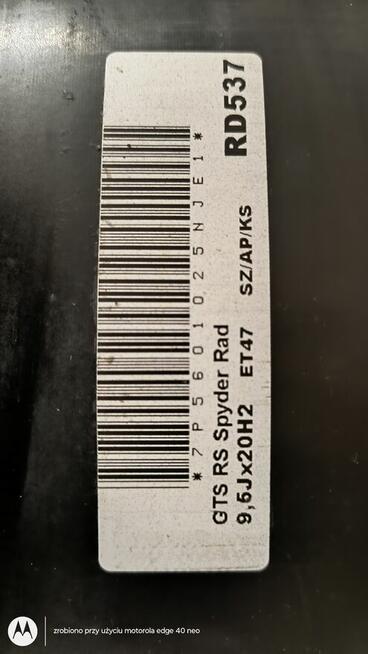 RD537
*7P5601025NJE1*
GTS RS Spyder Rad
9,5Jx20H2 ET47 SZ/AP/KS
zrobiono przy użyciu motorola edge 40 neo